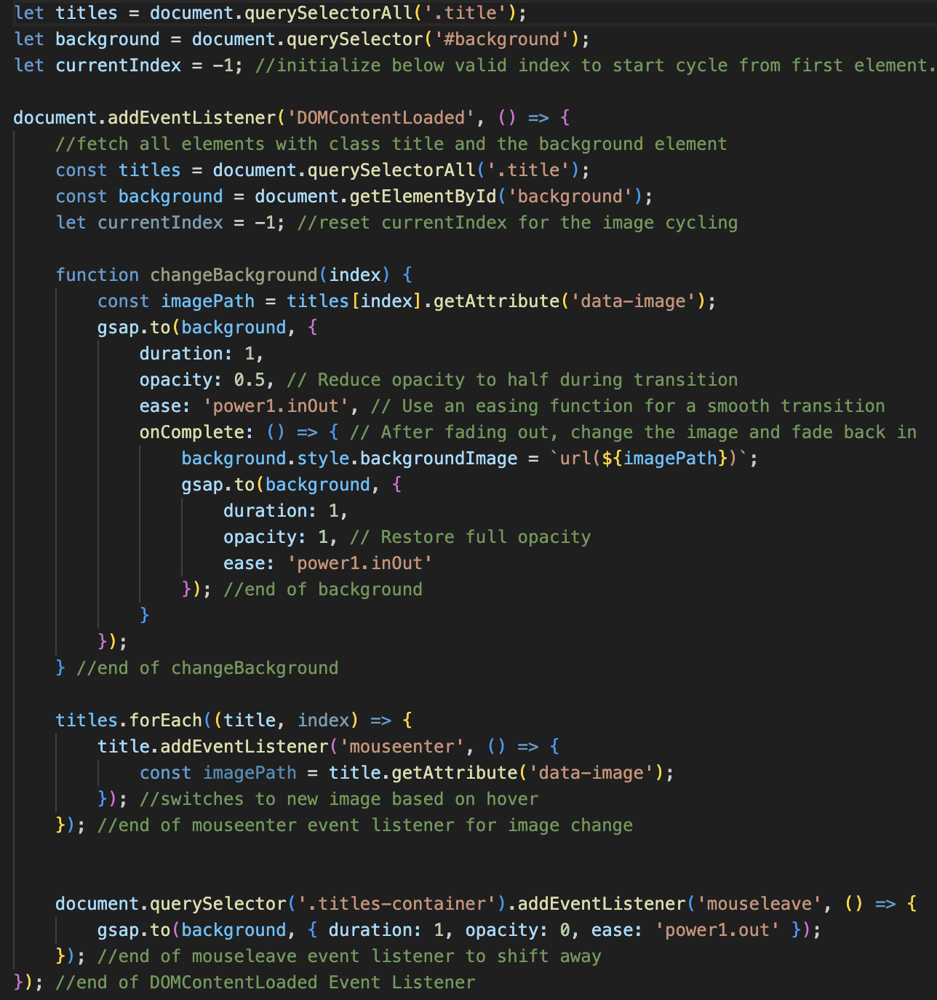 let titles = document.querySelectorAll('.title');
let background = document.querySelector('#background');
let currentIndex = -1; //initialize below valid index to start cycle from first element.

document.addEventListener('DOMContentLoaded', () => {
    //fetch all elements with class title and the background element
    const titles = document.querySelectorAll('.title');
    const background = document.getElementById('background');
    let currentIndex = -1; //reset currentIndex for the image cycling

    function changeBackground(index) {
        const imagePath = titles[index].getAttribute('data-image');
        gsap.to(background, {
            duration: 1,
            opacity: 0.5, // Reduce opacity to half during transition
            ease: 'power1.inOut', // Use an easing function for a smooth transition
            onComplete: () => { // After fading out, change the image and fade back in
                background.style.backgroundImage = `url(${imagePath})`;
                gsap.to(background, {
                    duration: 1,
                    opacity: 1, // Restore full opacity
                    ease: 'power1.inOut'
                }); //end of background
            }
        });
    } //end of changeBackground

    titles.forEach((title, index) => {
        title.addEventListener('mouseenter', () => {
            const imagePath = title.getAttribute('data-image');
        }); //switches to new image based on hover
    }); //end of mouseenter event listener for image change


    document.querySelector('.titles-container').addEventListener('mouseleave', () => {
        gsap.to(background, { duration: 1, opacity: 0, ease: 'power1.out' });
    }); //end of mouseleave event listener to shift away
}); //end of DOMContentLoaded Event Listener